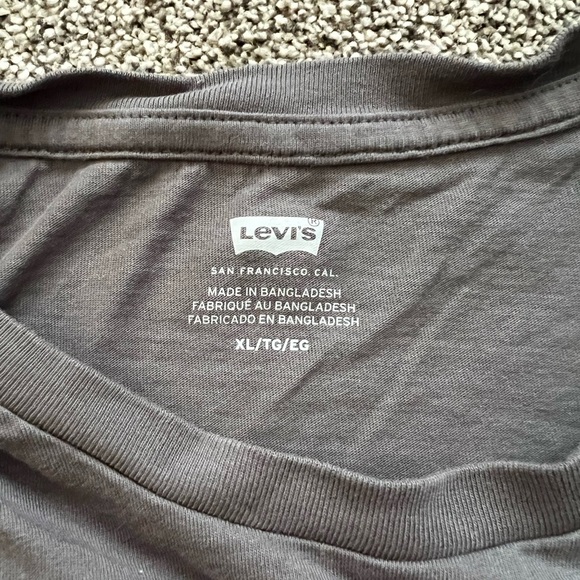 Levi's ®
SAN FRANCISCO. CAL.
MADE IN BANGLADESH
FABRIQUÉ AU BANGLADESH
FABRICADO EN BANGLADESH
XL/TG/EG